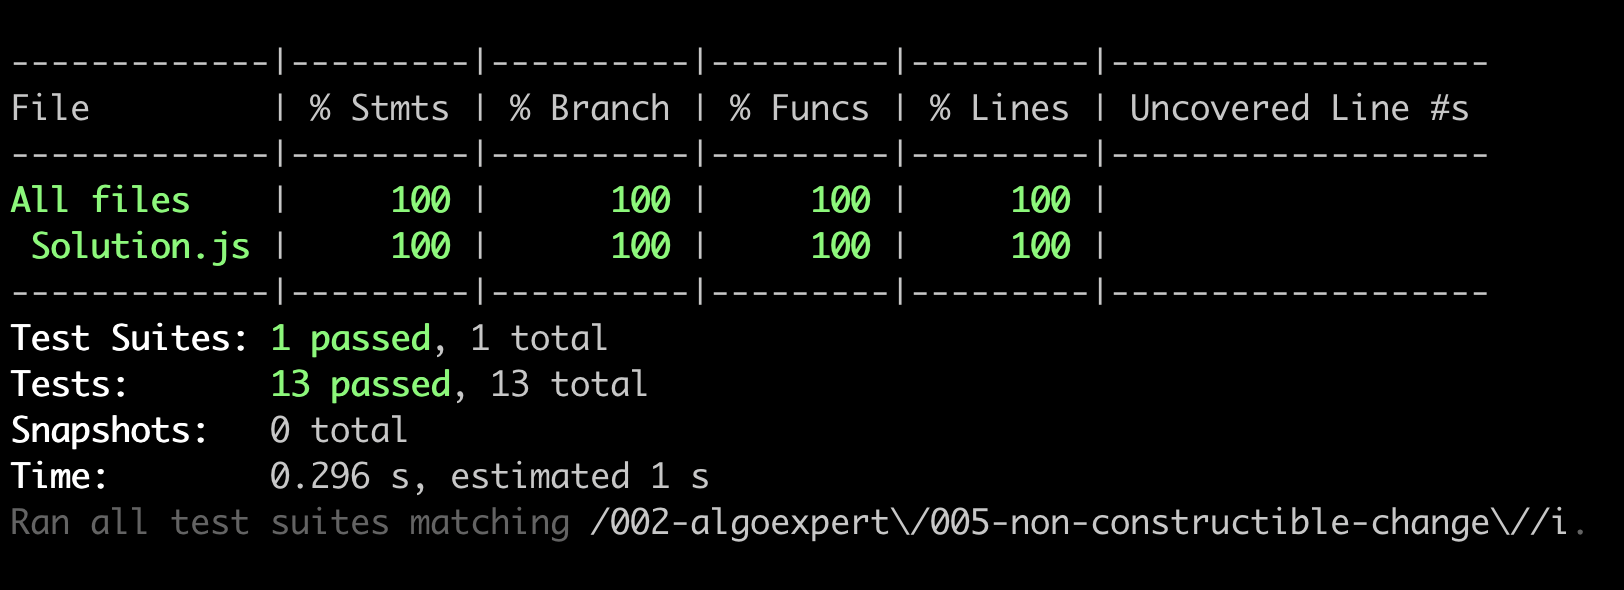 -------------|---------|----------|---------|---------|-------------------
File         | % Stmts | % Branch | % Funcs | % Lines | Uncovered Line #s
-------------|---------|----------|---------|---------|-------------------
All files    |     100 |      100 |     100 |     100 |
 Solution.js |     100 |      100 |     100 |     100 |
-------------|---------|----------|---------|---------|-------------------
Test Suites: 1 passed, 1 total
Tests:       13 passed, 13 total
Snapshots:   0 total
Time:        0.296 s, estimated 1 s
Ran all test suites matching /002-algoexpert\/005-non-constructible-change\//i.